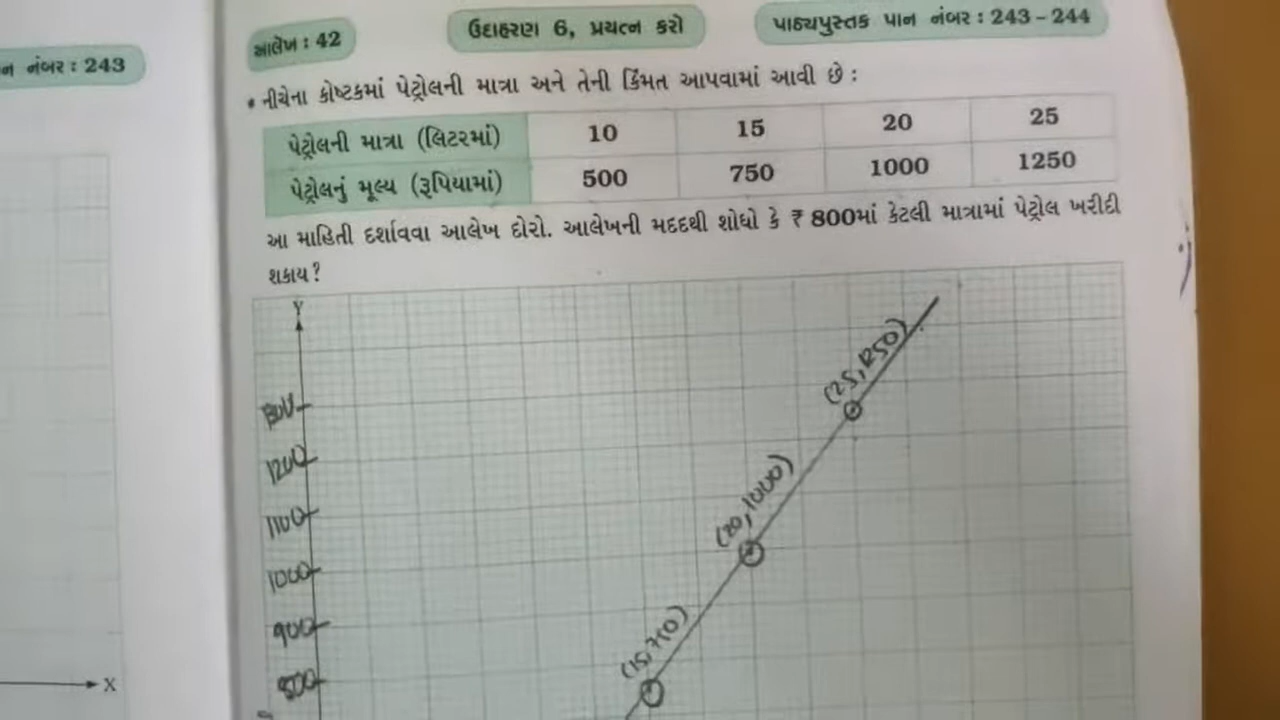 ન નંબર : 243
આલેખ : 42
ઉદાહરણ 6, પ્રયત્ન કરો
પાઠ્યપુસ્તક પાન નંબર : 243 – 244
• નીચેના કોષ્ટકમાં પેટ્રોલની માત્રા અને તેની કિંમત આપવામાં આવી છે :
પેટ્રોલની માત્રા (લિટરમાં) 10 15 20 25
પેટ્રોલનું મૂલ્ય (રૂપિયામાં) 500 750 1000 1250
આ માહિતી દર્શાવવા આલેખ દોરો. આલેખની મદદથી શોધો કે ₹ 800માં કેટલી માત્રામાં પેટ્રોલ ખરીદી
શકાય?
Y
(25, 1250)
1200
(20, 1000)
1100
1000
900
800
X